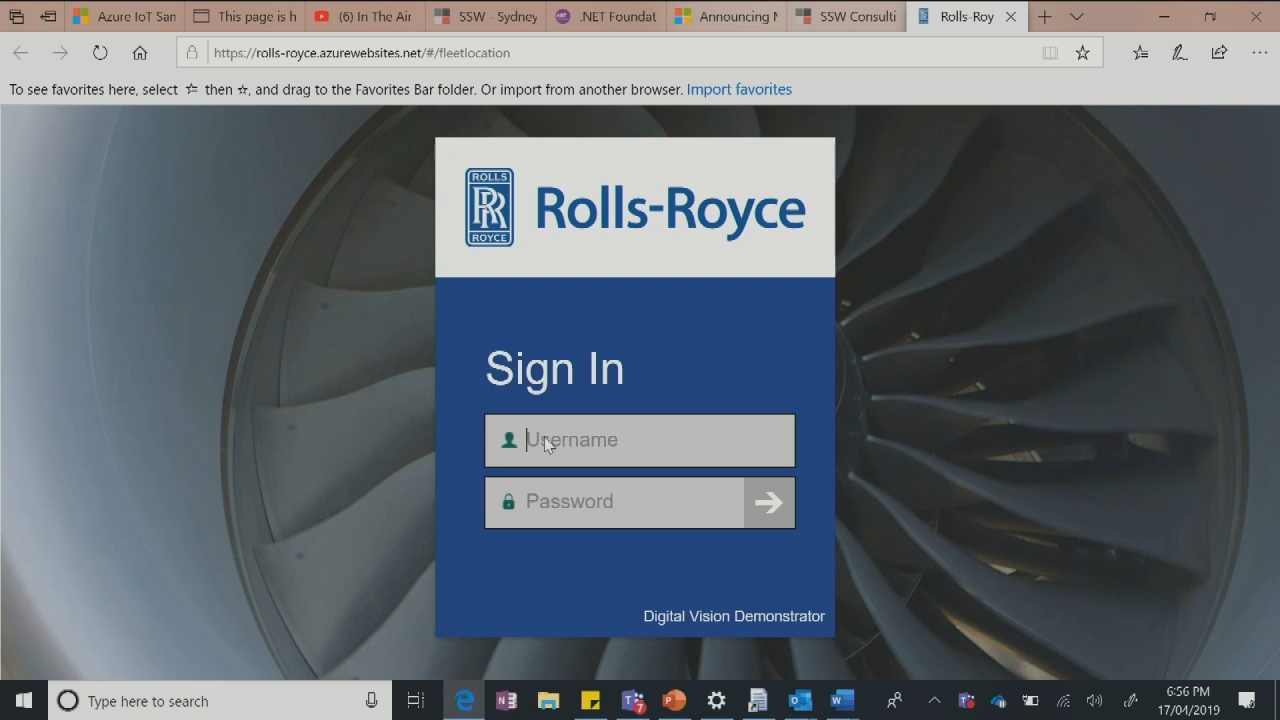 Azure IoT San
This page is h
(6) In The Air
SSW - Sydney
.NET Foundat
Announcing
SSW Consulti
Rolls-Roy
https://rolls-royce.azurewebsites.net/#/fleetlocation
To see favorites here, select ☆ then ☆, and drag to the Favorites Bar folder. Or import from another browser. Import favorites
ROLLS
RR
ROYCE
Rolls-Royce
Sign In
Username
Password
Digital Vision Demonstrator
Type here to search
7
6:56 PM
17/04/2019